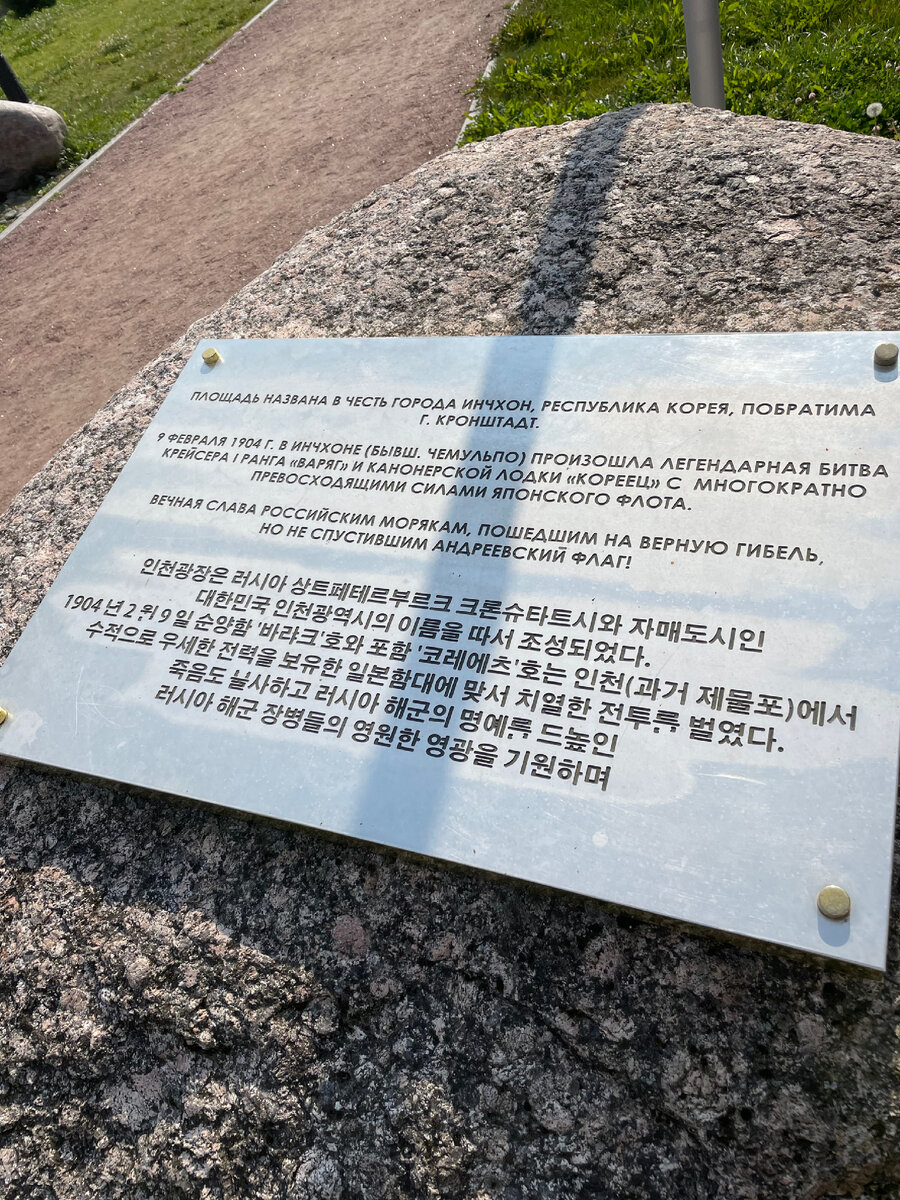 ПЛОЩАДЬ НАЗВАНА В ЧЕСТЬ ГОРОДА ИНЧХОН, РЕСПУБЛИКА КОРЕЯ, ПОБРАТИМА
Г. КРОНШТАДТ.
9 ФЕВРАЛЯ 1904 Г. В ИНЧХОНЕ (БЫВШ. ЧЕМУЛЬПО) ПРОИЗОШЛА ЛЕГЕНДАРНАЯ БИТВА
КРЕЙСЕРА I РАНГА «ВАРЯГ» И КАНОНЕРСКОЙ ЛОДКИ «КОРЕЕЦ» С МНОГОКРАТНО
ПРЕВОСХОДЯЩИМИ СИЛАМИ ЯПОНСКОГО ФЛОТА.
ВЕЧНАЯ СЛАВА РОССИЙСКИМ МОРЯКАМ, ПОШЕДШИМ НА ВЕРНУЮ ГИБЕЛЬ,
НО НЕ СПУСТИВШИМ АНДРЕЕВСКИЙ ФЛАГ!
인천광장은 러시아 상트페테르부르크 크론슈타트시와 자매도시인
대한민국 인천광역시의 이름을 따서 조성되었다.
1904 년 2 월 9 일 순양함 '바랴크'호와 포함 '코레에츠'호는 인천(과거 제물포)에서
수적으로 우세한 전력을 보유한 일본함대에 맞서 치열한 전투를 벌였다.
죽음도 불사하고 러시아 해군의 명예를 드높인
러시아 해군 장병들의 영원한 영광을 기원하며